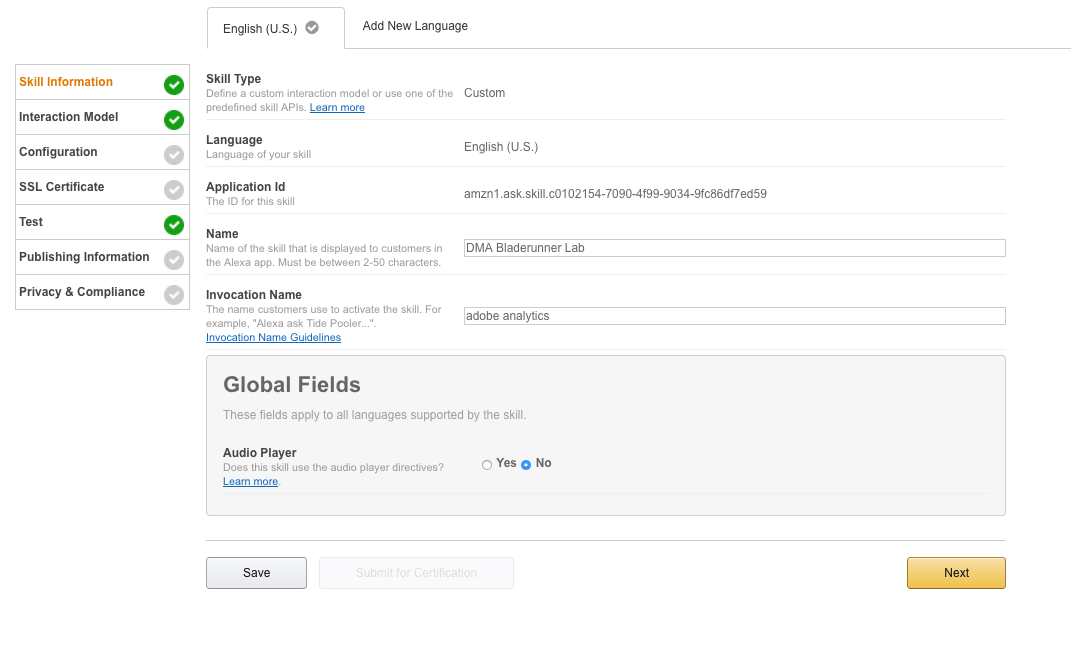 English (U.S.)
Add New Language
Skill Information
Interaction Model
Configuration
SSL Certificate
Test
Publishing Information
Privacy & Compliance
Skill Type
Define a custom interaction model or use one of the
predefined skill APIs. Learn more
Custom
Language
Language of your skill
English (U.S.)
Application Id
The ID for this skill
amzn1.ask.skill.c0102154-7090-4f99-9034-9fc86df7ed59
Name
Name of the skill that is displayed to customers in
the Alexa app. Must be between 2-50 characters.
DMA Bladerunner Lab
Invocation Name
The name customers use to activate the skill. For
example, "Alexa ask Tide Pooler...".
Invocation Name Guidelines
adobe analytics
Global Fields
These fields apply to all languages supported by the skill.
Audio Player
Does this skill use the audio player directives?
Learn more.
Yes No
Save
Submit for Certification
Next